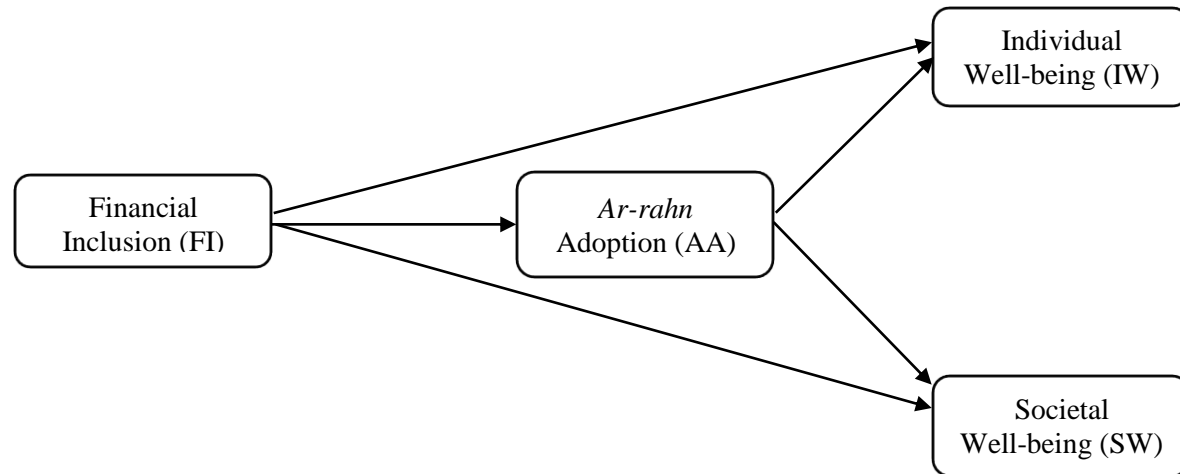 Individual
Well-being (IW)
Financial
Inclusion (FI)
Ar-rahn
Adoption (AA)
Societal
Well-being (SW)